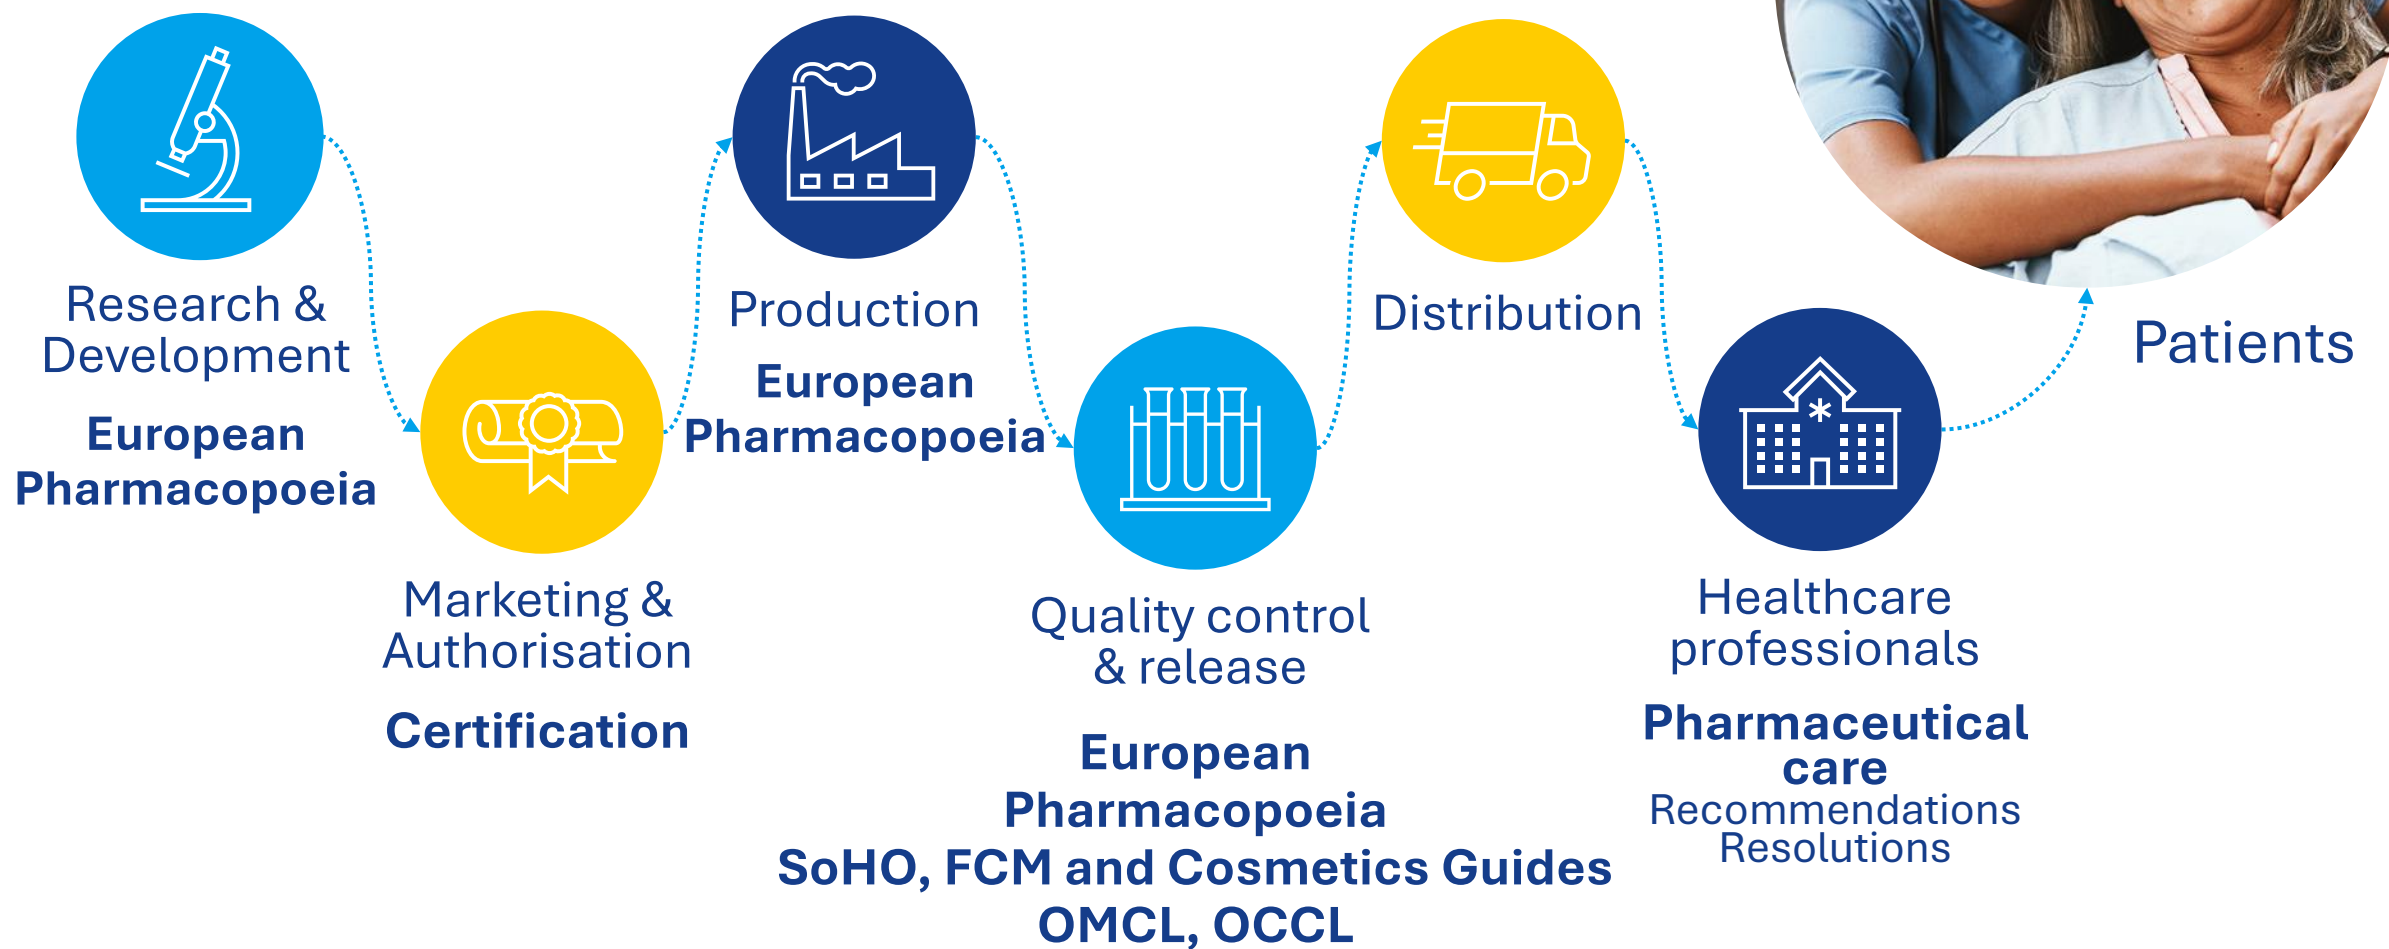 Research &
Development
European
Pharmacopoeia
Marketing &
Authorisation
Certification
Production
European
Pharmacopoeia
Quality control
& release
European
Pharmacopoeia
SoHO, FCM and Cosmetics Guides
OMCL, OCCL
Distribution
Healthcare
professionals
Pharmaceutical
care
Recommendations
Resolutions
Patients